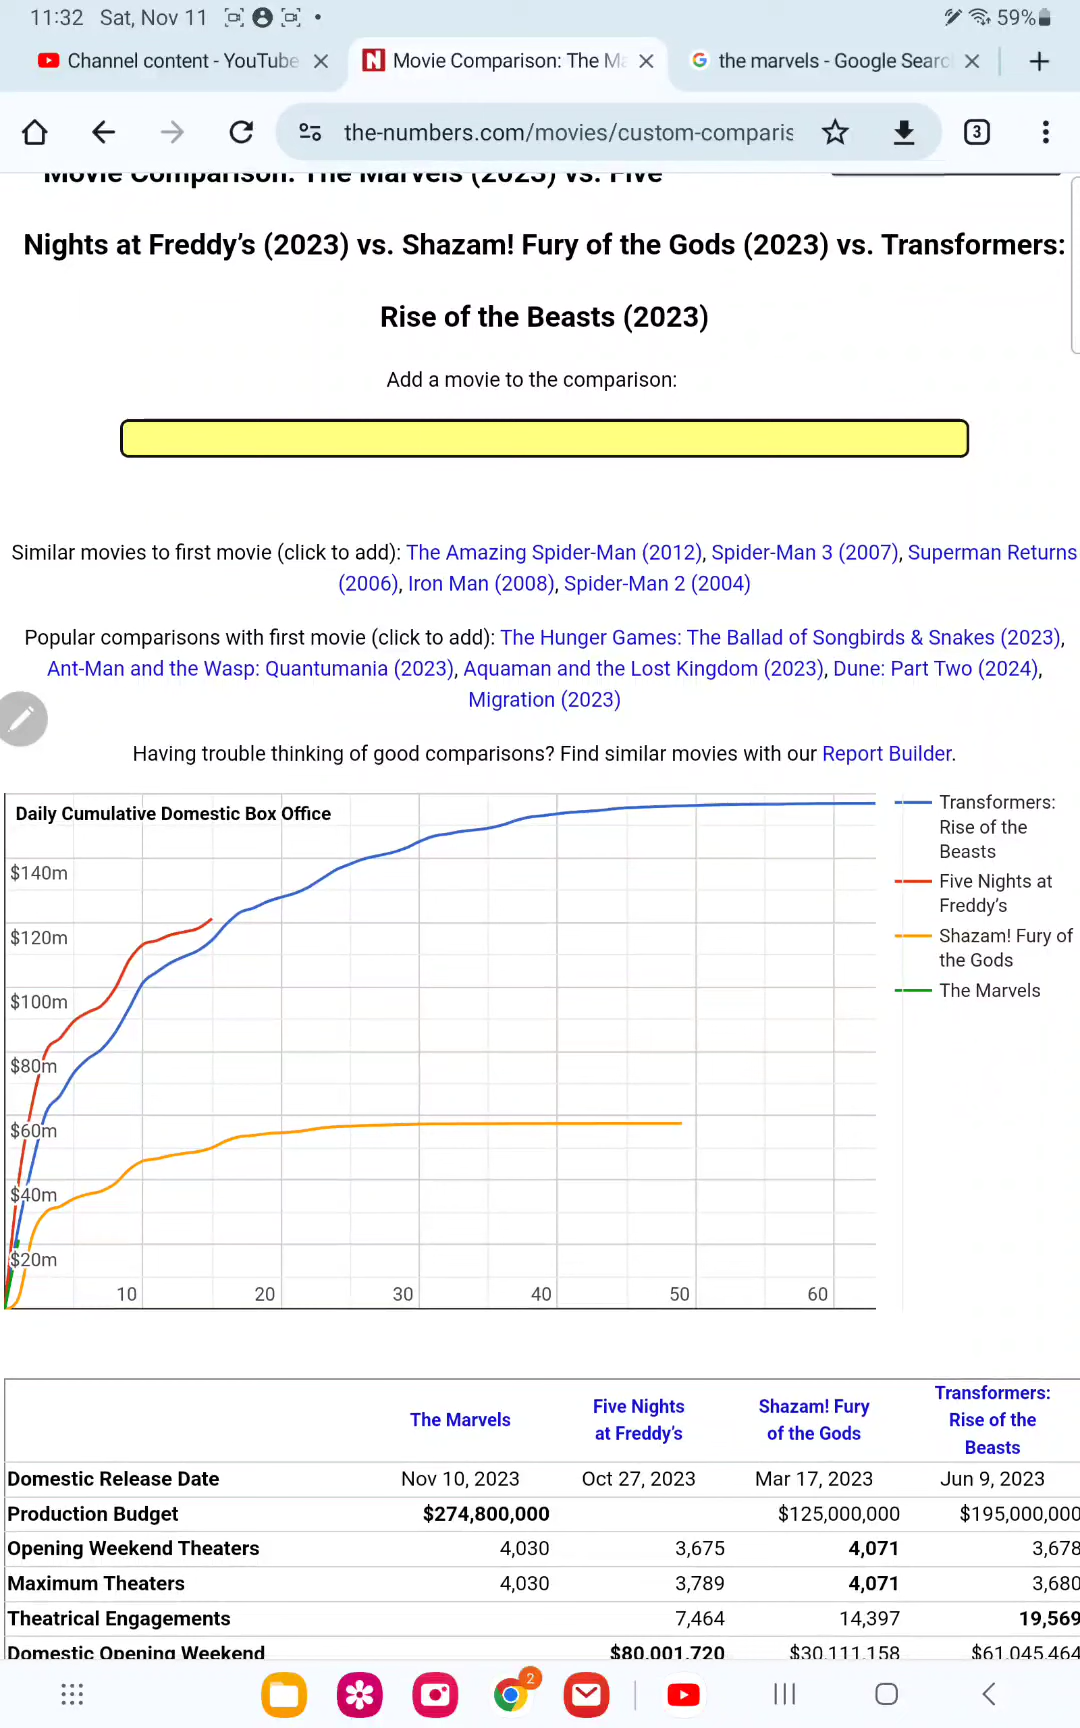 11:32 Sat, Nov 11 59%
Channel content - YouTube Movie Comparison: The Ma the marvels - Google Searc
the-numbers.com/movies/custom-comparis 3
Movie Comparison: The Marvels (2023) vs. Five
Nights at Freddy's (2023) vs. Shazam! Fury of the Gods (2023) vs. Transformers:
Rise of the Beasts (2023)
Add a movie to the comparison:
Similar movies to first movie (click to add): The Amazing Spider-Man (2012), Spider-Man 3 (2007), Superman Returns
(2006), Iron Man (2008), Spider-Man 2 (2004)
Popular comparisons with first movie (click to add): The Hunger Games: The Ballad of Songbirds & Snakes (2023),
Ant-Man and the Wasp: Quantumania (2023), Aquaman and the Lost Kingdom (2023), Dune: Part Two (2024),
Migration (2023)
Having trouble thinking of good comparisons? Find similar movies with our Report Builder.
Daily Cumulative Domestic Box Office
$140m
$120m
$100m
$80m
$60m
$40m
$20m
10 20 30 40 50 60
Transformers:
Rise of the
Beasts
Five Nights at
Freddy's
Shazam! Fury of
the Gods
The Marvels
The Marvels Five Nights at Freddy's Shazam! Fury of the Gods Transformers: Rise of the Beasts
Domestic Release Date Nov 10, 2023 Oct 27, 2023 Mar 17, 2023 Jun 9, 2023
Production Budget $274,800,000 $125,000,000 $195,000,000
Opening Weekend Theaters 4,030 3,675 4,071 3,678
Maximum Theaters 4,030 3,789 4,071 3,680
Theatrical Engagements 7,464 14,397 19,569
Domestic Opening Weekend $80,001,720 $30,111,158 $61,045,464
2